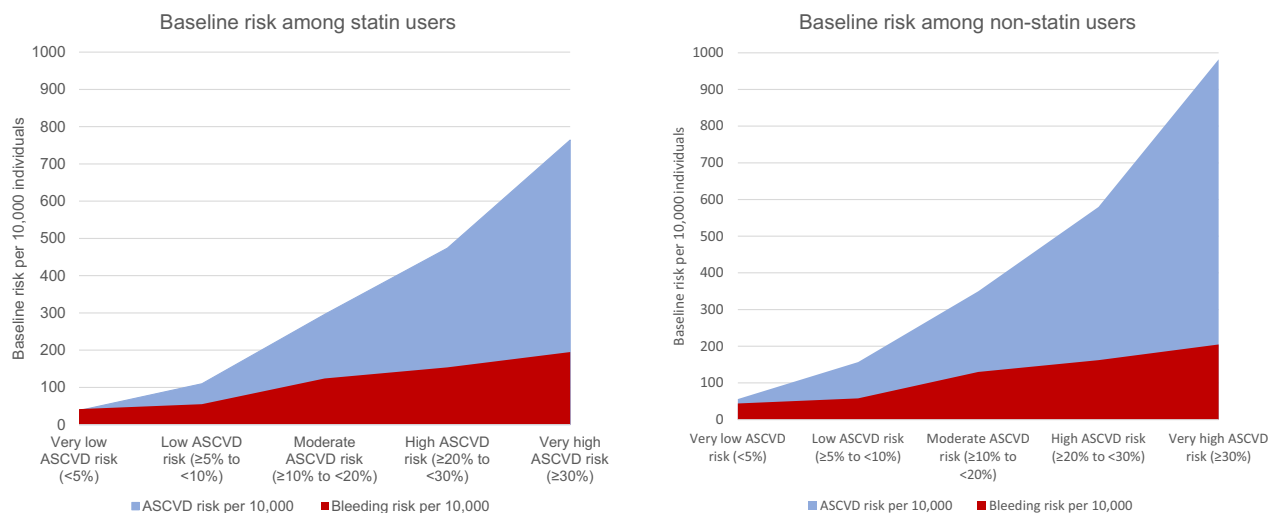 Baseline risk among statin users
Baseline risk per 10,000 individuals
1000
900
800
700
600
500
400
300
200
100
0
Very low
ASCVD risk
(<5%)
Low ASCVD
risk (≥5% to
<10%)
Moderate
ASCVD risk
(≥10% to <20%)
High ASCVD
risk (≥20% to
<30%)
Very high
ASCVD risk
(≥30%)
ASCVD risk per 10,000
Bleeding risk per 10,000
Baseline risk among non-statin users
Baseline risk per 10,000 individuals
1000
900
800
700
600
500
400
300
200
100
0
Very low ASCVD
risk (<5%)
Low ASCVD risk
(≥5% to <10%)
Moderate ASCVD
risk (≥10% to
<20%)
High ASCVD risk
(≥20% to <30%)
Very high ASCVD
risk (≥30%)
ASCVD risk per 10,000
Bleeding risk per 10,000